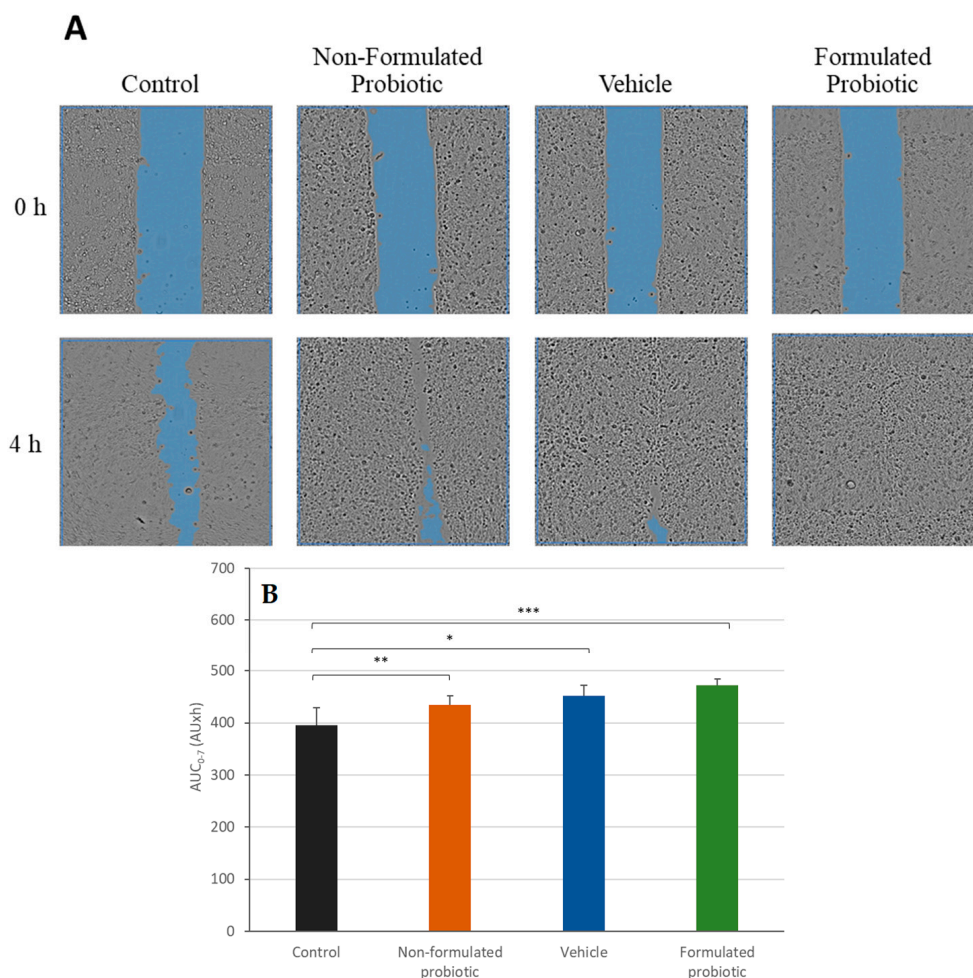 A
Control
Non-Formulated
Probiotic
Vehicle
Formulated
Probiotic
0 h
4 h
B
700
600
500
400
300
200
100
0
AUC₀₋₇ (AUxh)
***
*
**
Control
Non-formulated
probiotic
Vehicle
Formulated
probiotic